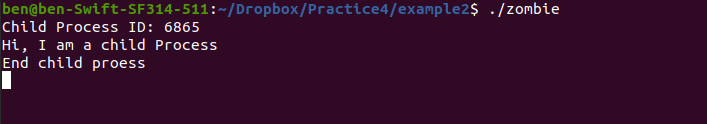 ben@ben-Swift-SF314-511:~/Dropbox/Practice4/example2$ ./zombie
Child Process ID: 6865
Hi, I am a child Process
End child proess